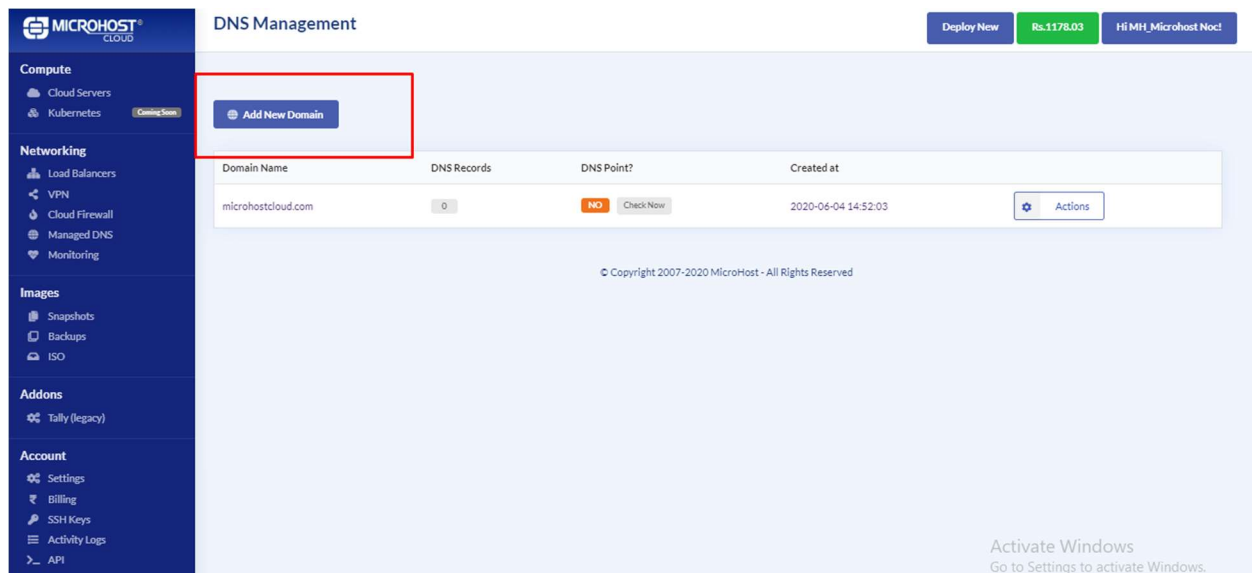 MICROHOST®
CLOUD
DNS Management
Deploy New
Rs.1178.03
Hi MH_Microhost Noc!
Compute
Cloud Servers
Kubernetes
Coming Soon
Networking
Load Balancers
VPN
Cloud Firewall
Managed DNS
Monitoring
Images
Snapshots
Backups
ISO
Addons
Tally (legacy)
Account
Settings
Billing
SSH Keys
Activity Logs
API
Add New Domain
Domain Name DNS Records DNS Point? Created at
microhostcloud.com 0 NO Check Now 2020-06-04 14:52:03 Actions
© Copyright 2007-2020 MicroHost - All Rights Reserved
Activate Windows
Go to Settings to activate Windows.